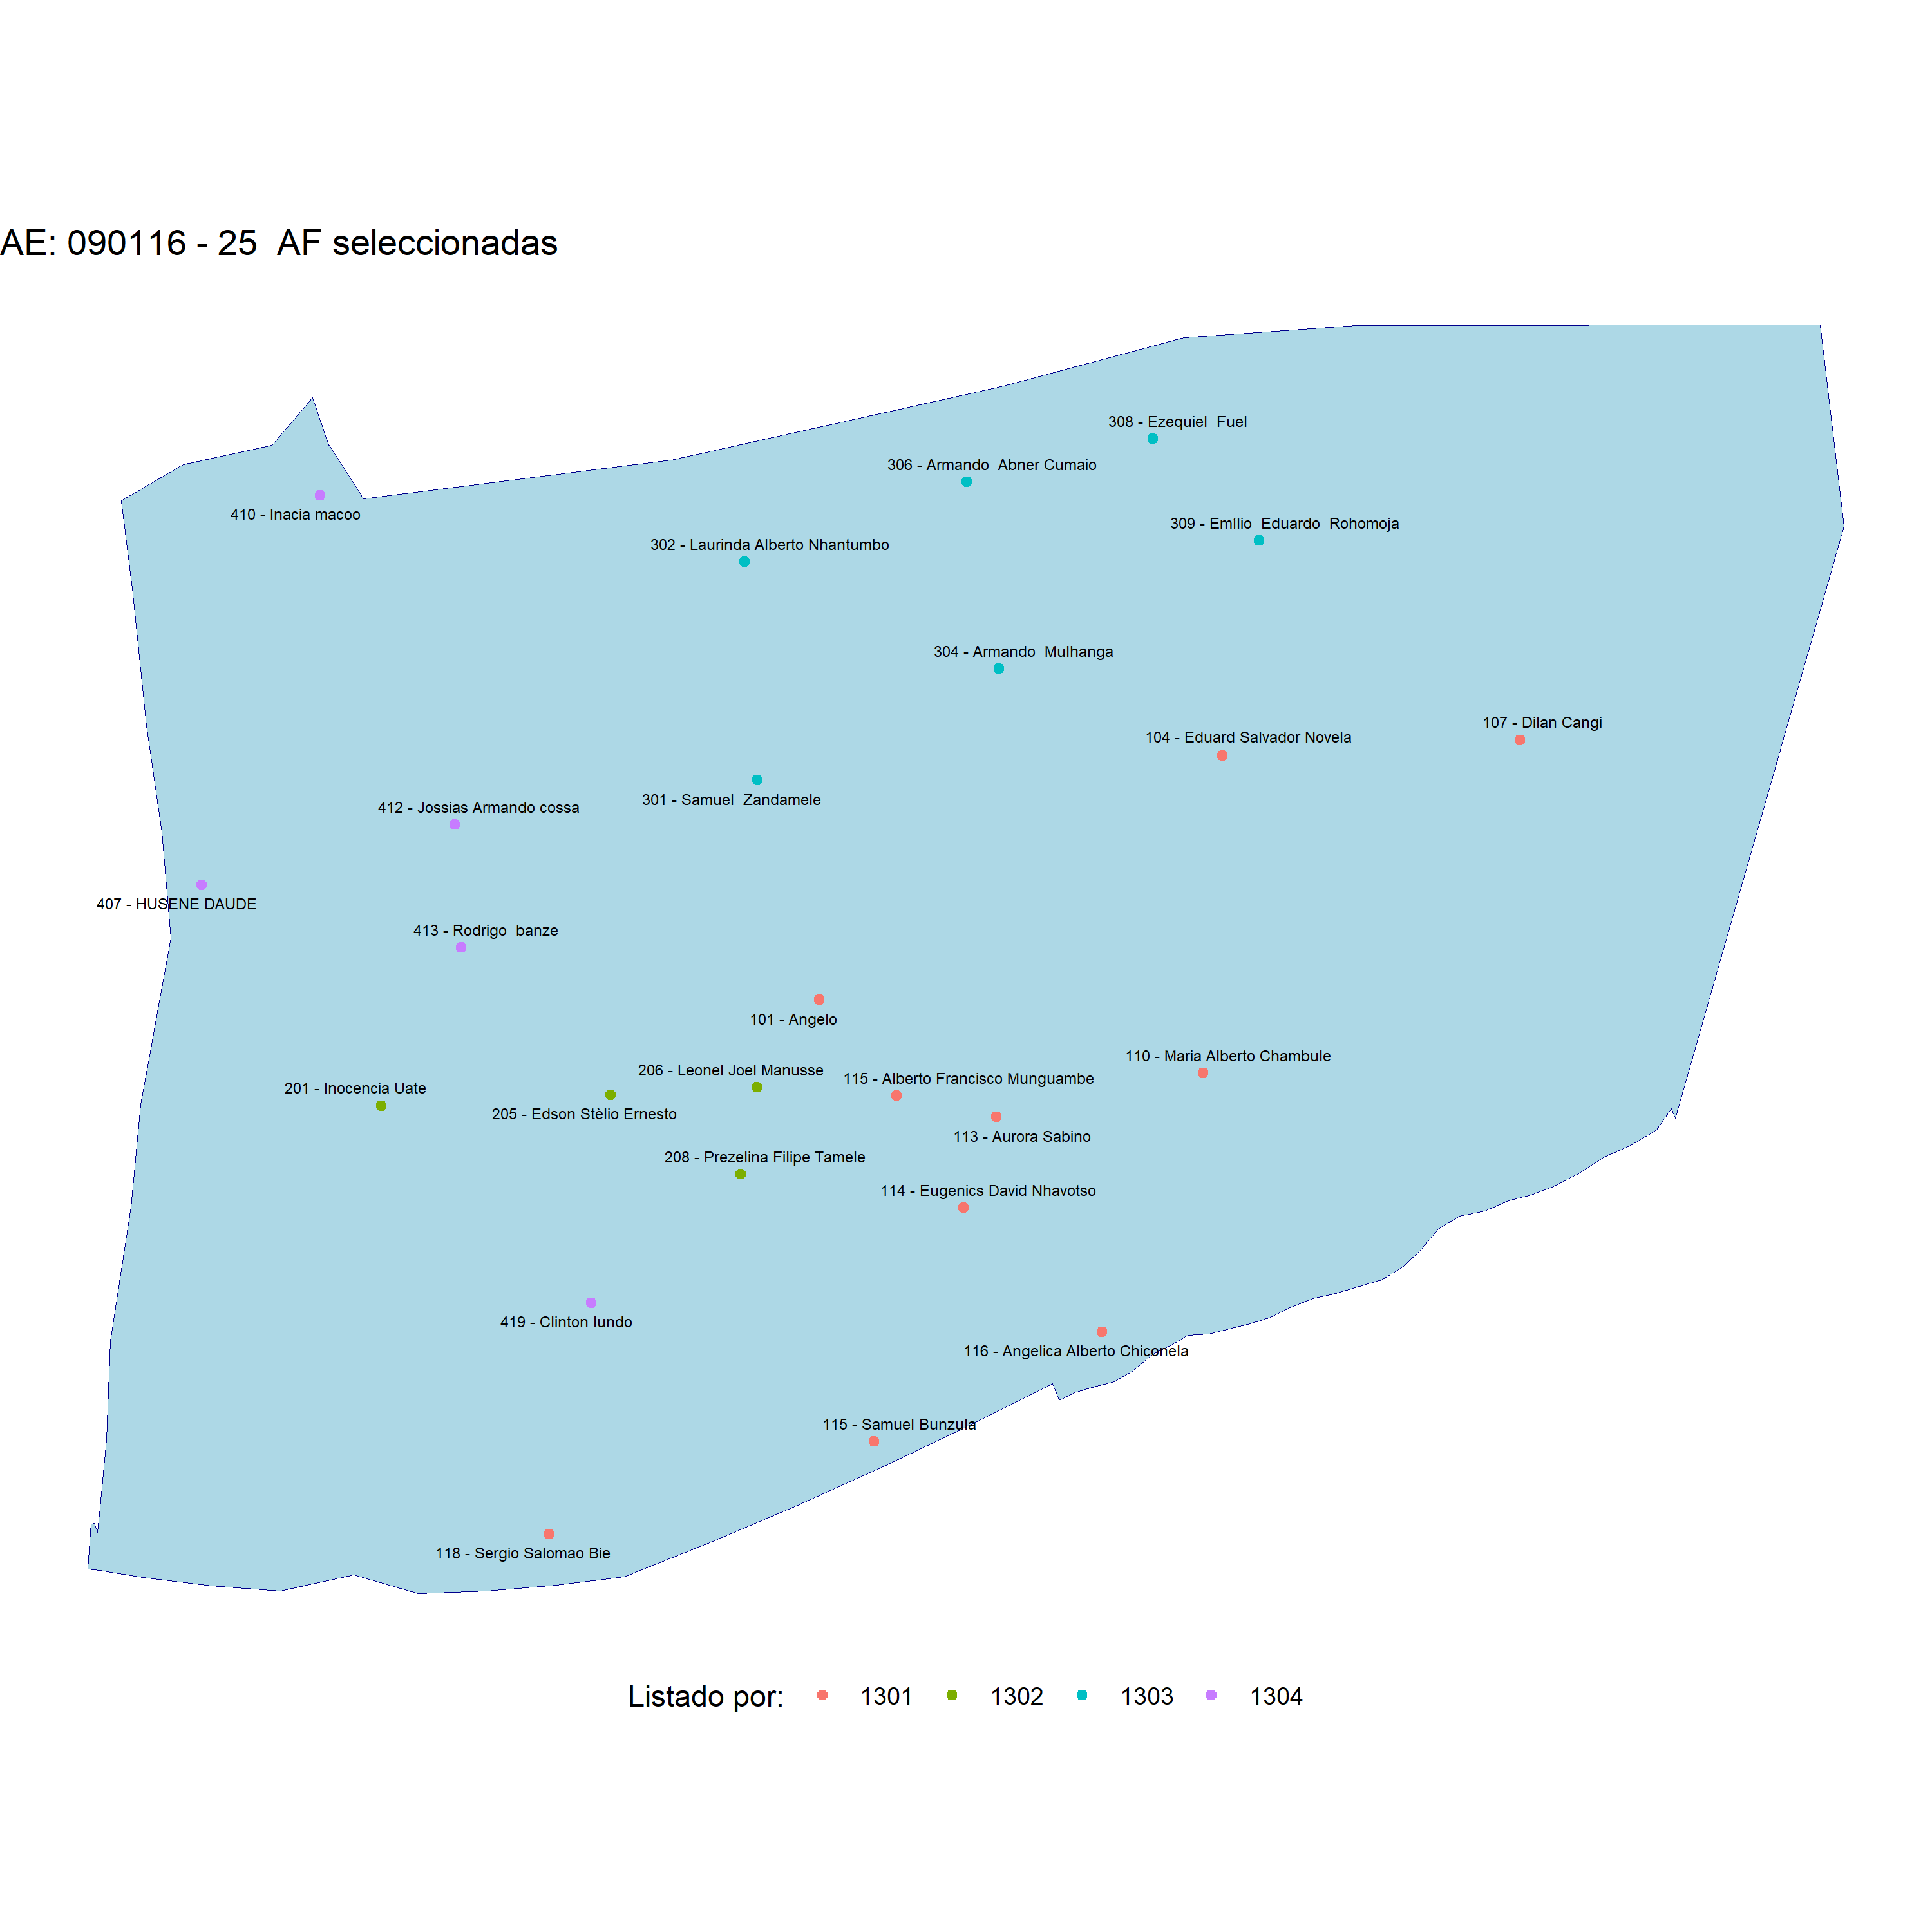 AE: 090116 - 25  AF seleccionadas
308 - Ezequiel  Fuel
306 - Armando  Abner Cumaio
410 - Inacia macoo
309 - Emílio  Eduardo  Rohomoja
302 - Laurinda Alberto Nhantumbo
304 - Armando  Mulhanga
107 - Dilan Cangi
104 - Eduard Salvador Novela
301 - Samuel  Zandamele
412 - Jossias Armando cossa
407 - HUSENE DAUDE
413 - Rodrigo  banze
101 - Angelo
110 - Maria Alberto Chambule
206 - Leonel Joel Manusse
115 - Alberto Francisco Munguambe
201 - Inocencia Uate
205 - Edson Stèlio Ernesto
113 - Aurora Sabino
208 - Prezelina Filipe Tamele
114 - Eugenics David Nhavotso
419 - Clinton Iundo
116 - Angelica Alberto Chiconela
115 - Samuel Bunzula
118 - Sergio Salomao Bie
Listado por: 1301 1302 1303 1304